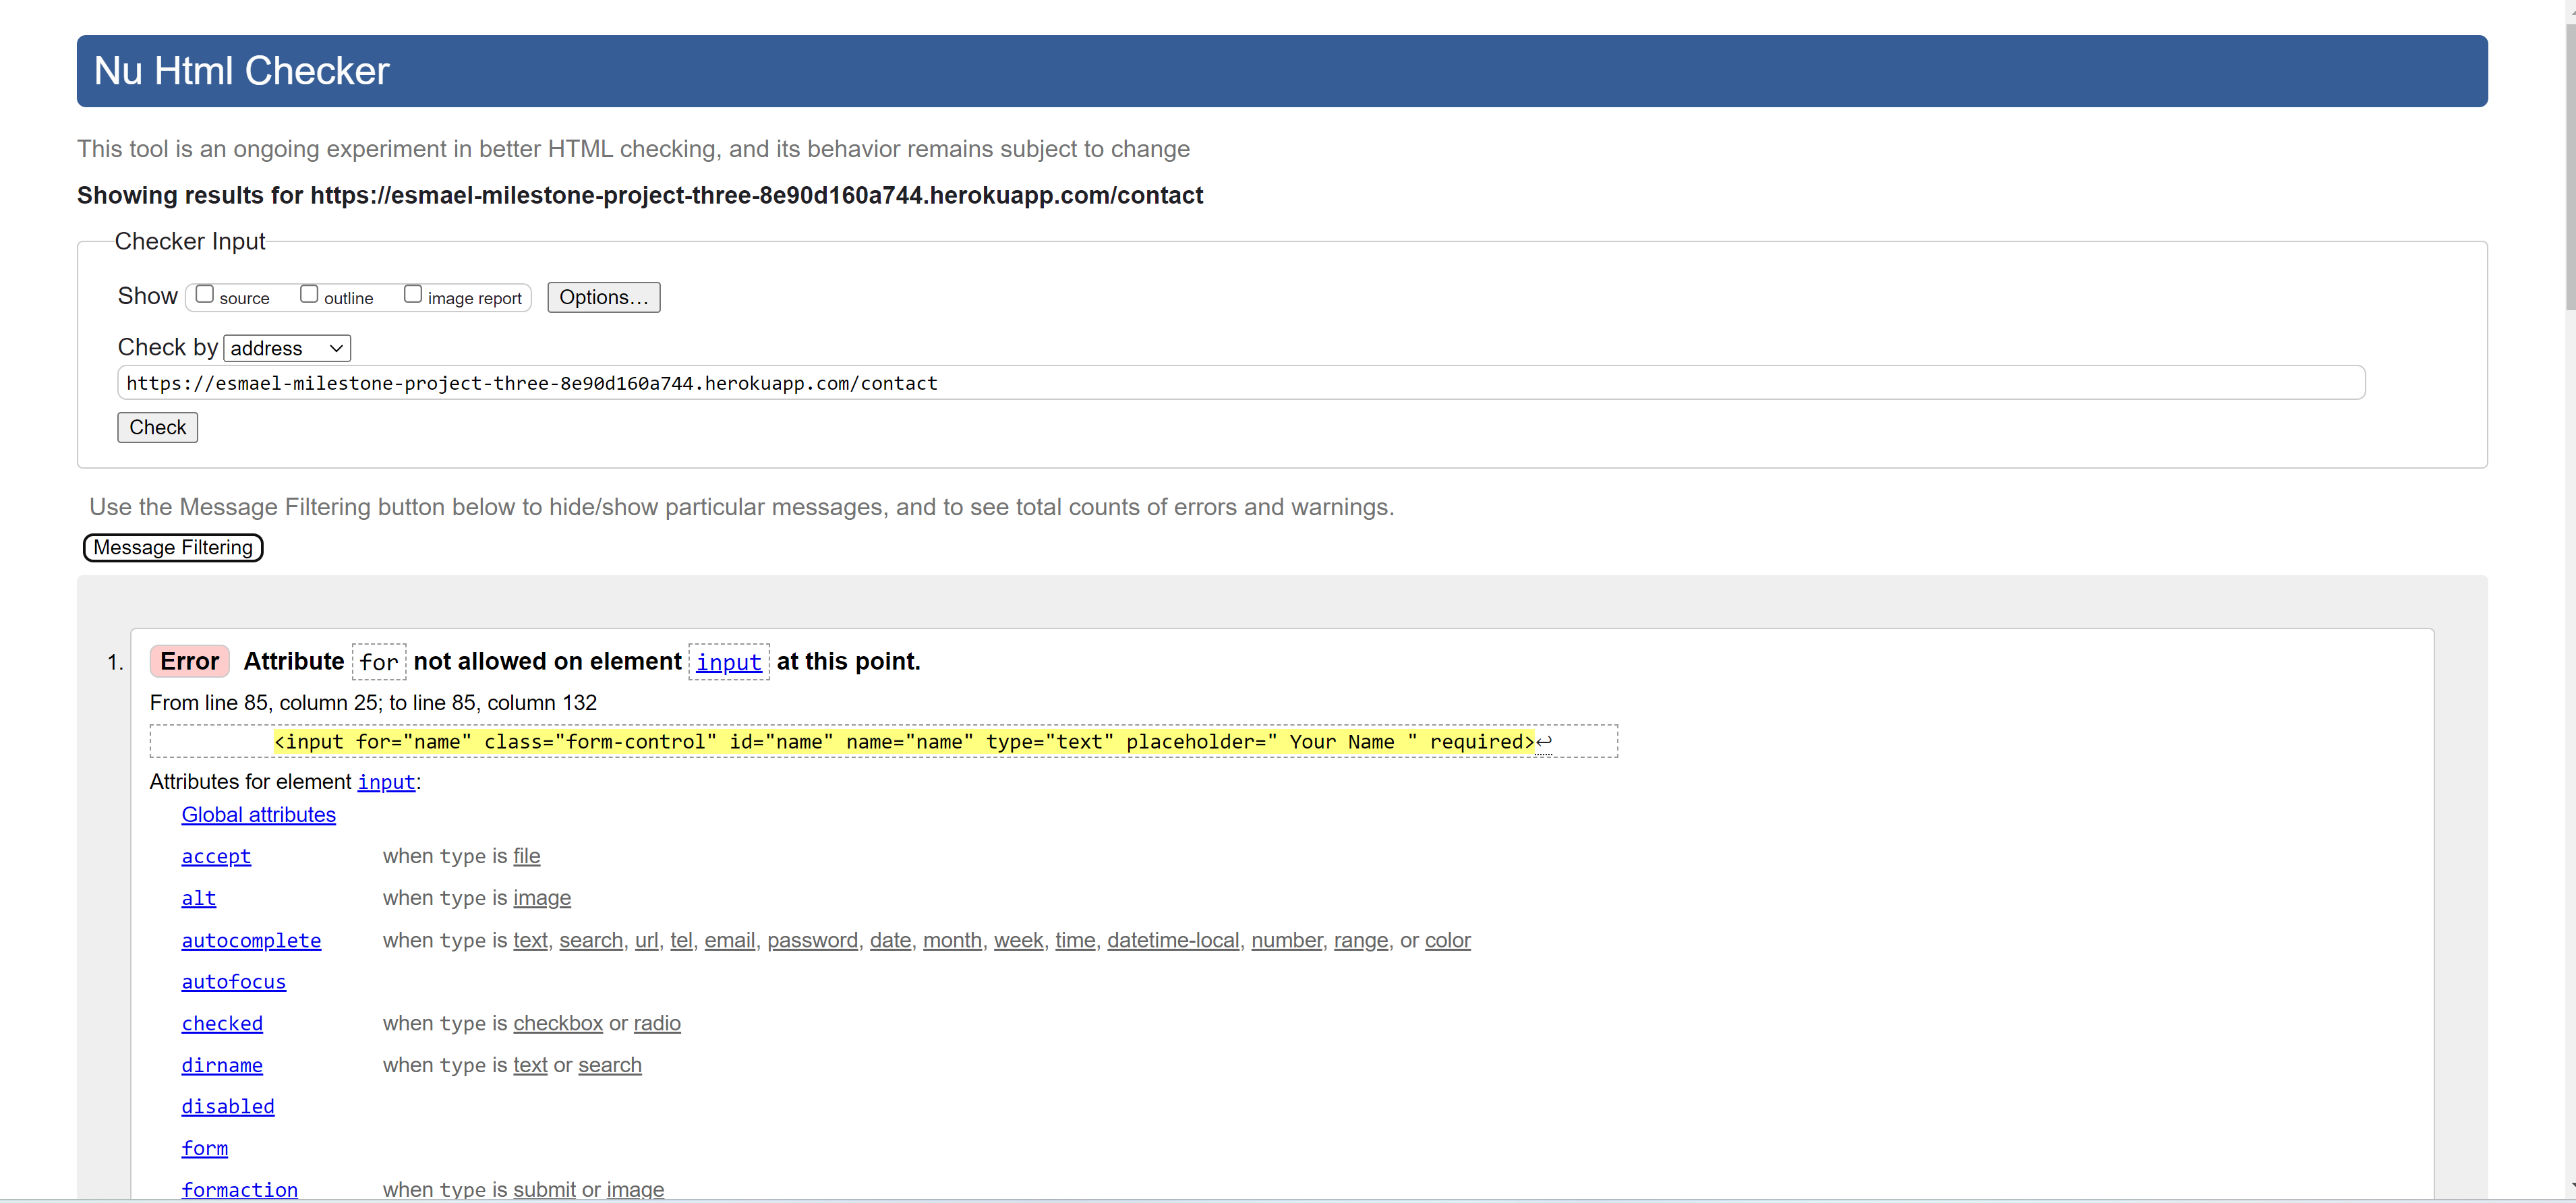 Nu Html Checker
This tool is an ongoing experiment in better HTML checking, and its behavior remains subject to change
Showing results for https://esmael-milestone-project-three-8e90d160a744.herokuapp.com/contact
Checker Input
Show source outline image report Options…
Check by address
https://esmael-milestone-project-three-8e90d160a744.herokuapp.com/contact
Check
Use the Message Filtering button below to hide/show particular messages, and to see total counts of errors and warnings.
Message Filtering
1. Error Attribute for not allowed on element input at this point.
From line 85, column 25; to line 85, column 132
<input for="name" class="form-control" id="name" name="name" type="text" placeholder=" Your Name " required>↩
Attributes for element input:
Global attributes
accept when type is file
alt when type is image
autocomplete when type is text, search, url, tel, email, password, date, month, week, time, datetime-local, number, range, or color
autofocus
checked when type is checkbox or radio
dirname when type is text or search
disabled
form
formaction when type is submit or image